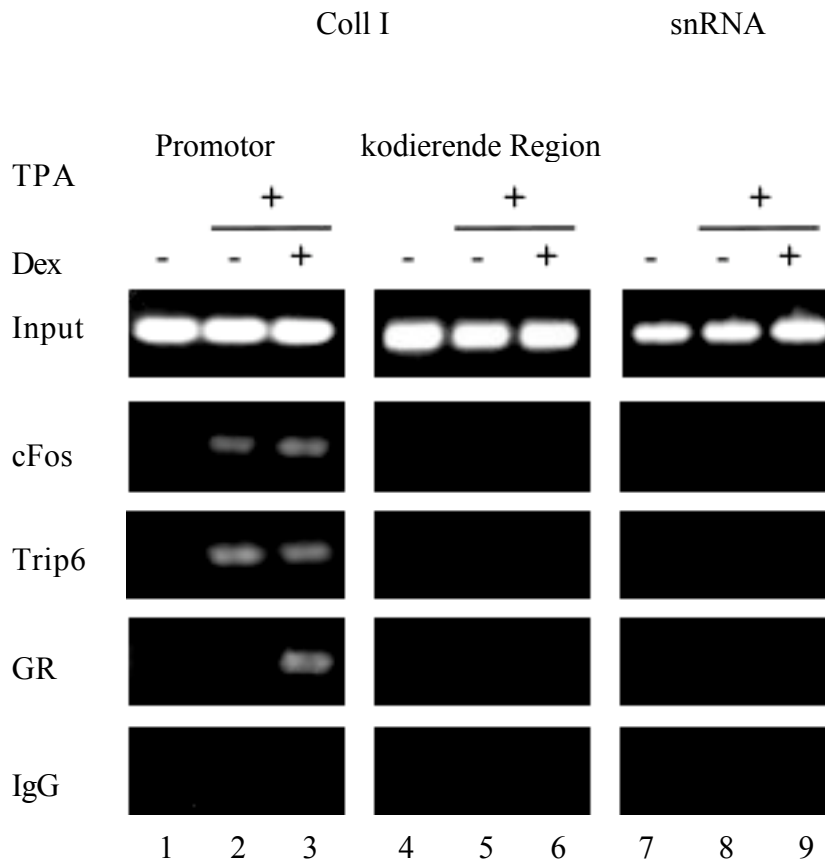 Coll I snRNA
Promotor kodierende Region
TPA + + +
Dex - - + - - + - - +
Input
cFos
Trip6
GR
IgG
1 2 3 4 5 6 7 8 9